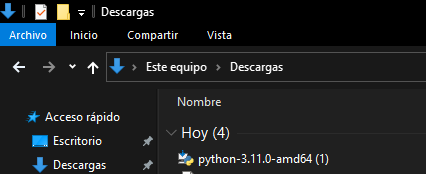 Descargas
Archivo Inicio Compartir Vista
Este equipo > Descargas
Nombre
Acceso rápido
Hoy (4)
Escritorio
python-3.11.0-amd64 (1)
Descargas